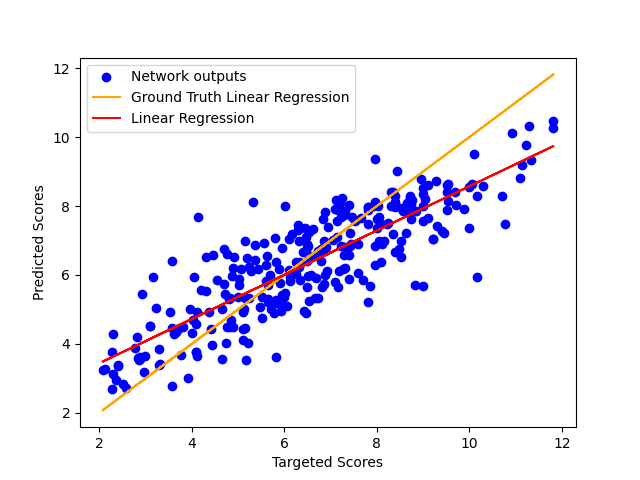 Network outputs
Ground Truth Linear Regression
Linear Regression
12
10
8
6
4
2
Predicted Scores
2 4 6 8 10 12
Targeted Scores